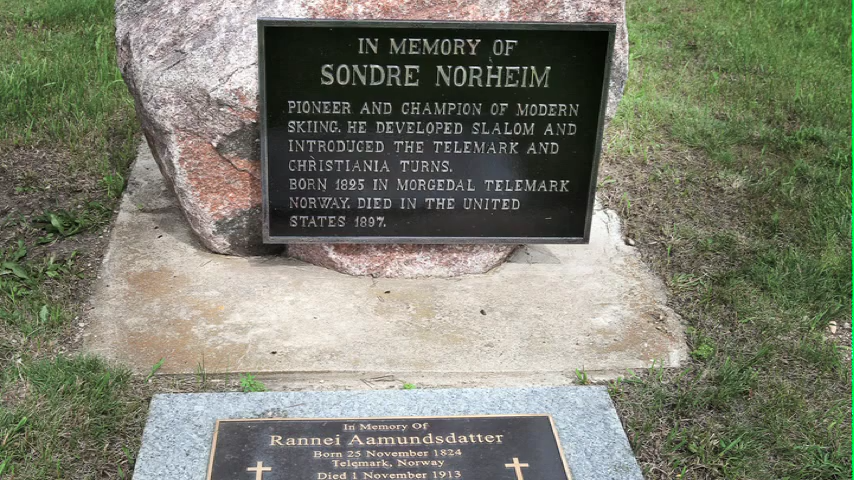 IN MEMORY OF
SONDRE NORHEIM
PIONEER AND CHAMPION OF MODERN
SKIING. HE DEVELOPED SLALOM AND
INTRODUCED THE TELEMARK AND
CHRISTIANIA TURNS.
BORN 1825 IN MORGEDAL TELEMARK
NORWAY. DIED IN THE UNITED
STATES 1897.
In Memory Of
Rannei Aamundsdatter
Born 25 November 1824
Telemark, Norway
Died 1 November 1913